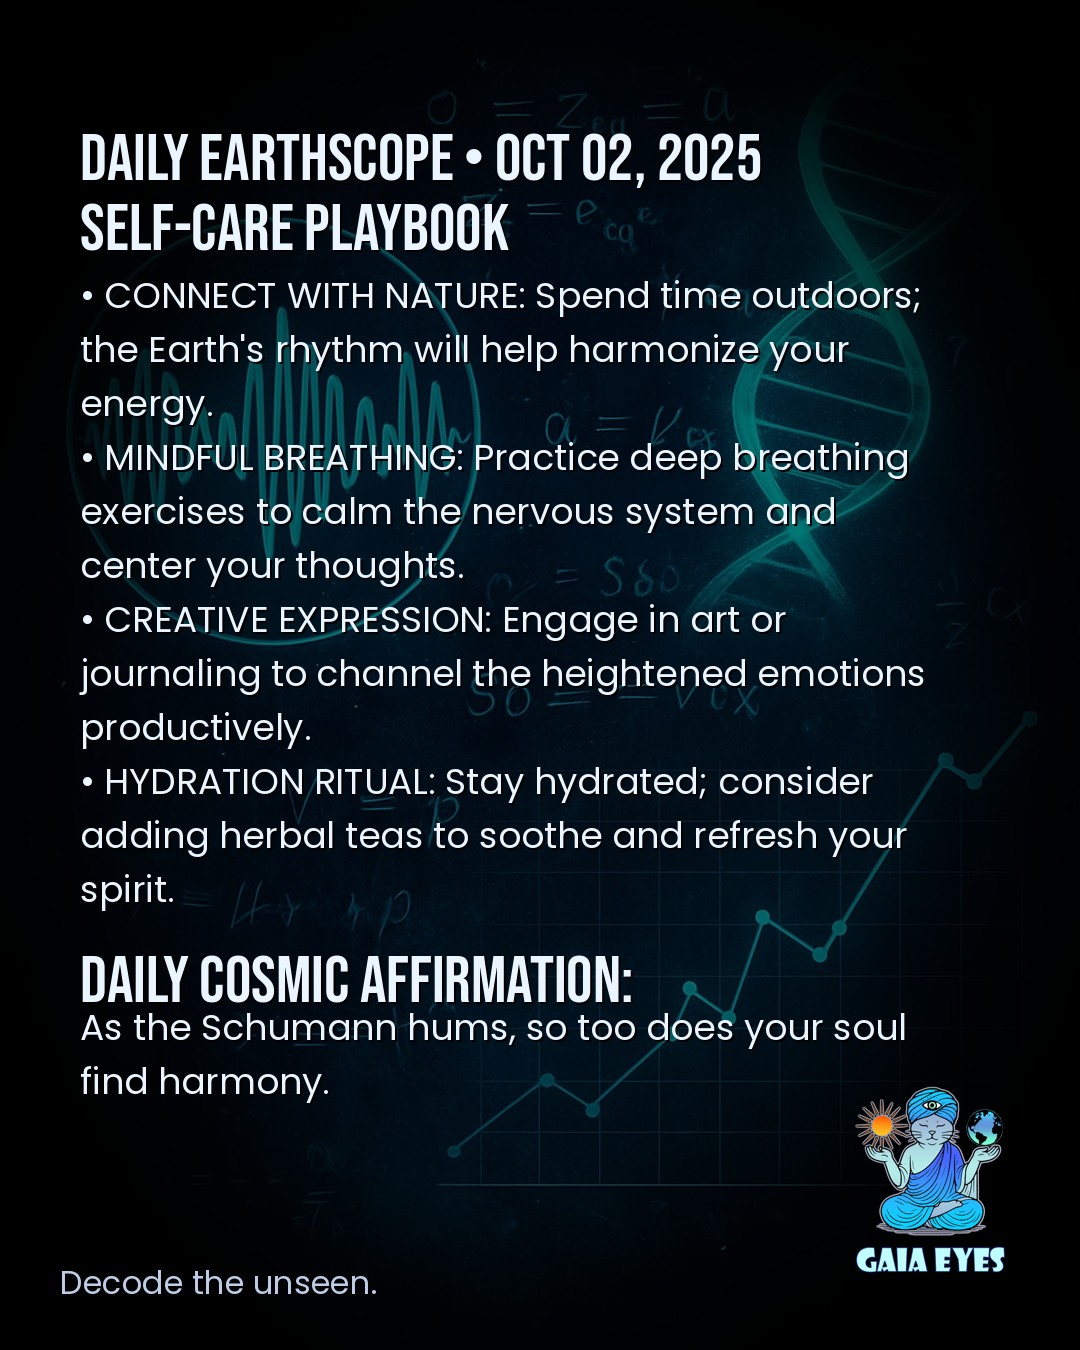 DAILY EARTHSCOPE • OCT 02, 2025
SELF-CARE PLAYBOOK
• CONNECT WITH NATURE: Spend time outdoors;
the Earth's rhythm will help harmonize your
energy.
• MINDFUL BREATHING: Practice deep breathing
exercises to calm the nervous system and
center your thoughts.
• CREATIVE EXPRESSION: Engage in art or
journaling to channel the heightened emotions
productively.
• HYDRATION RITUAL: Stay hydrated; consider
adding herbal teas to soothe and refresh your
spirit.
DAILY COSMIC AFFIRMATION:
As the Schumann hums, so too does your soul
find harmony.
GAIA EYES
Decode the unseen.